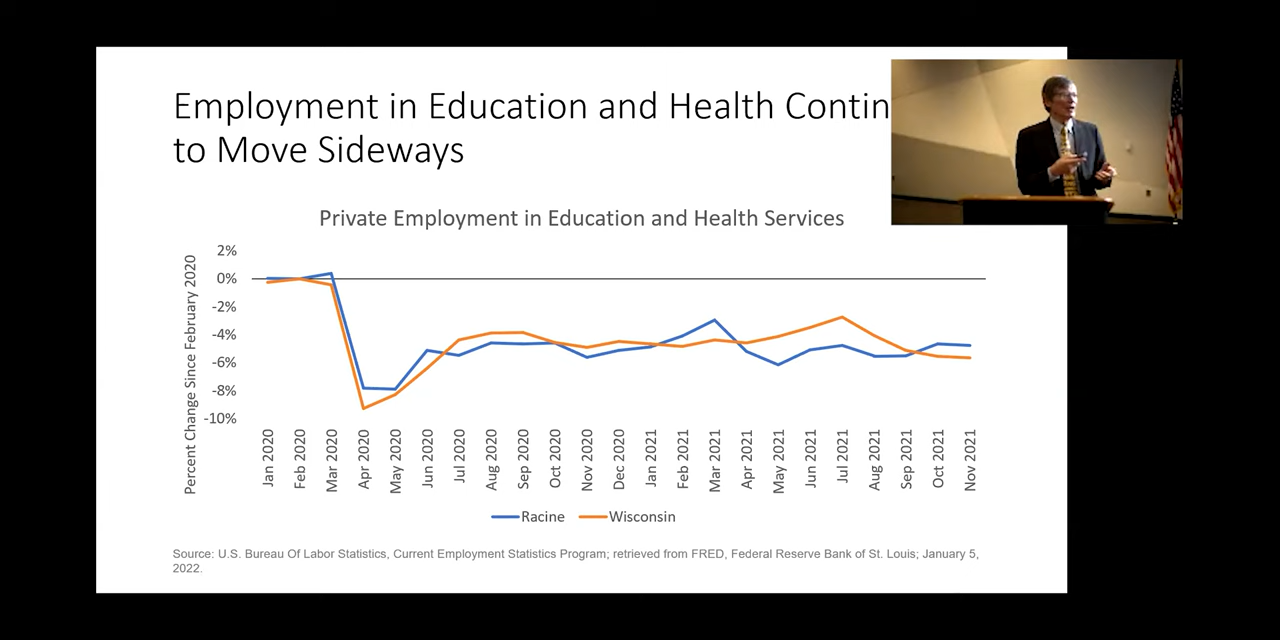 Employment in Education and Health Contin
to Move Sideways
Private Employment in Education and Health Services
Percent Change Since February 2020
2%
0%
-2%
-4%
-6%
-8%
-10%
Jan 2020
Feb 2020
Mar 2020
Apr 2020
May 2020
Jun 2020
Jul 2020
Aug 2020
Sep 2020
Oct 2020
Nov 2020
Dec 2020
Jan 2021
Feb 2021
Mar 2021
Apr 2021
May 2021
Jun 2021
Jul 2021
Aug 2021
Sep 2021
Oct 2021
Nov 2021
Racine
Wisconsin
Source: U.S. Bureau Of Labor Statistics, Current Employment Statistics Program; retrieved from FRED, Federal Reserve Bank of St. Louis; January 5,
2022.